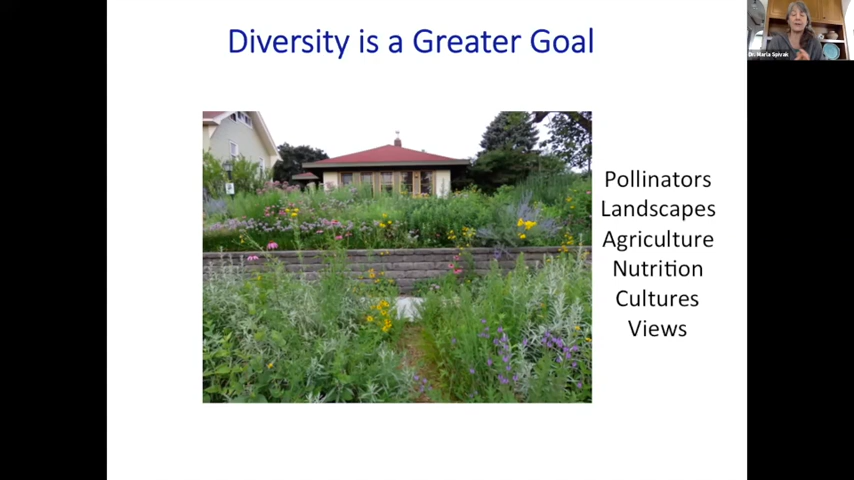 Diversity is a Greater Goal
Pollinators
Landscapes
Agriculture
Nutrition
Cultures
Views
Dr. Marla Spivak